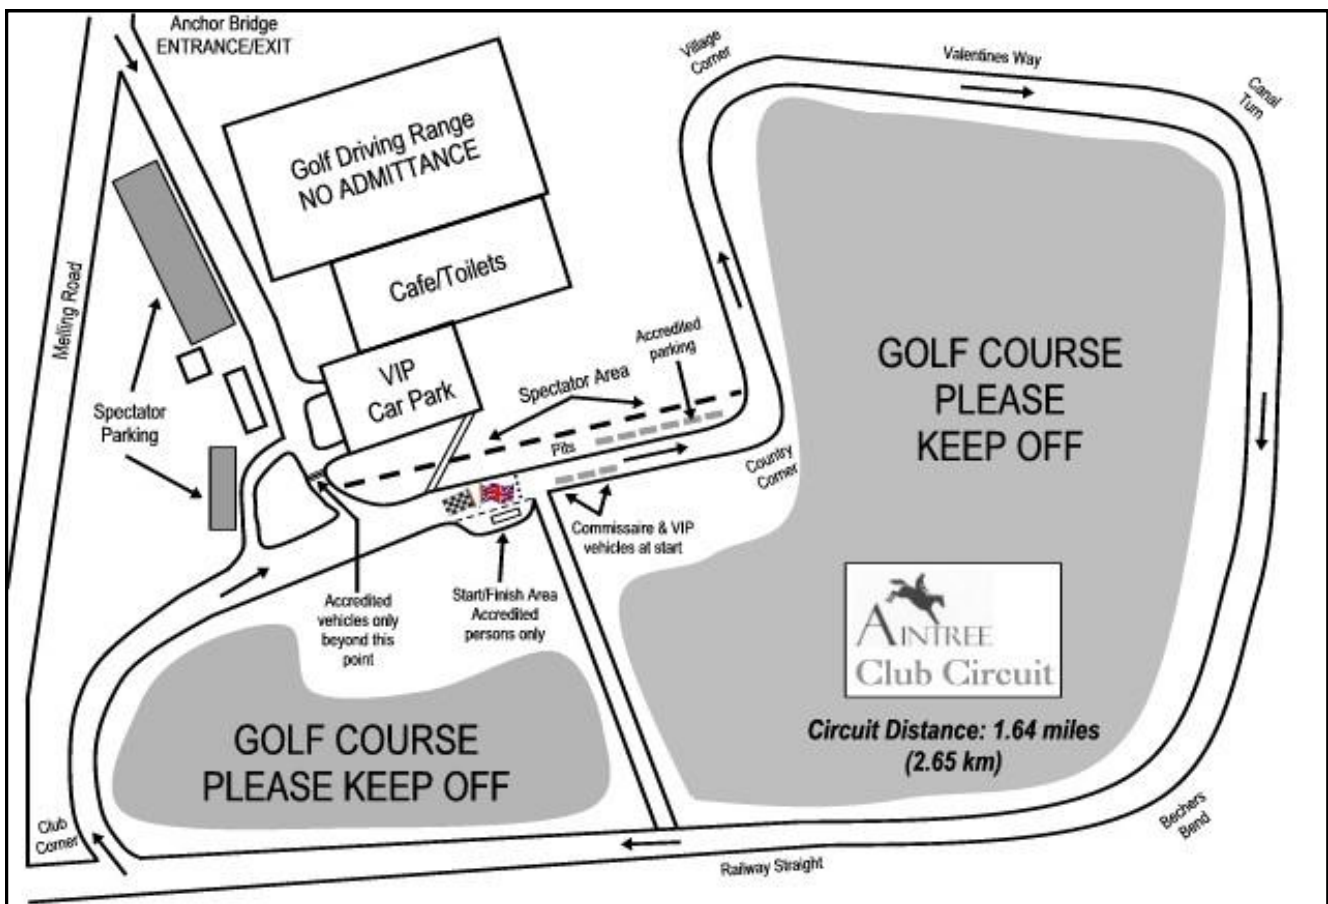 Anchor Bridge
ENTRANCE/EXIT
Village
Corner
Valentines Way
Canal
Turn
Golf Driving Range
NO ADMITTANCE
Cafe/Toilets
Melling Road
VIP
Car Park
Spectator Area
Accredited
parking
Spectator
Parking
Pits
Country
Corner
GOLF COURSE
PLEASE
KEEP OFF
Commissaire & VIP
vehicles at start
Accredited
vehicles only
beyond this
point
Start/Finish Area
Accredited
persons only
AINTREE
Club Circuit
Circuit Distance: 1.64 miles
(2.65 km)
GOLF COURSE
PLEASE KEEP OFF
Club
Corner
Railway Straight
Bechers
Bend